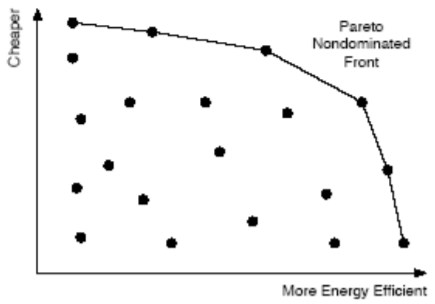 Cheaper
Pareto
Nondominated
Front
More Energy Efficient